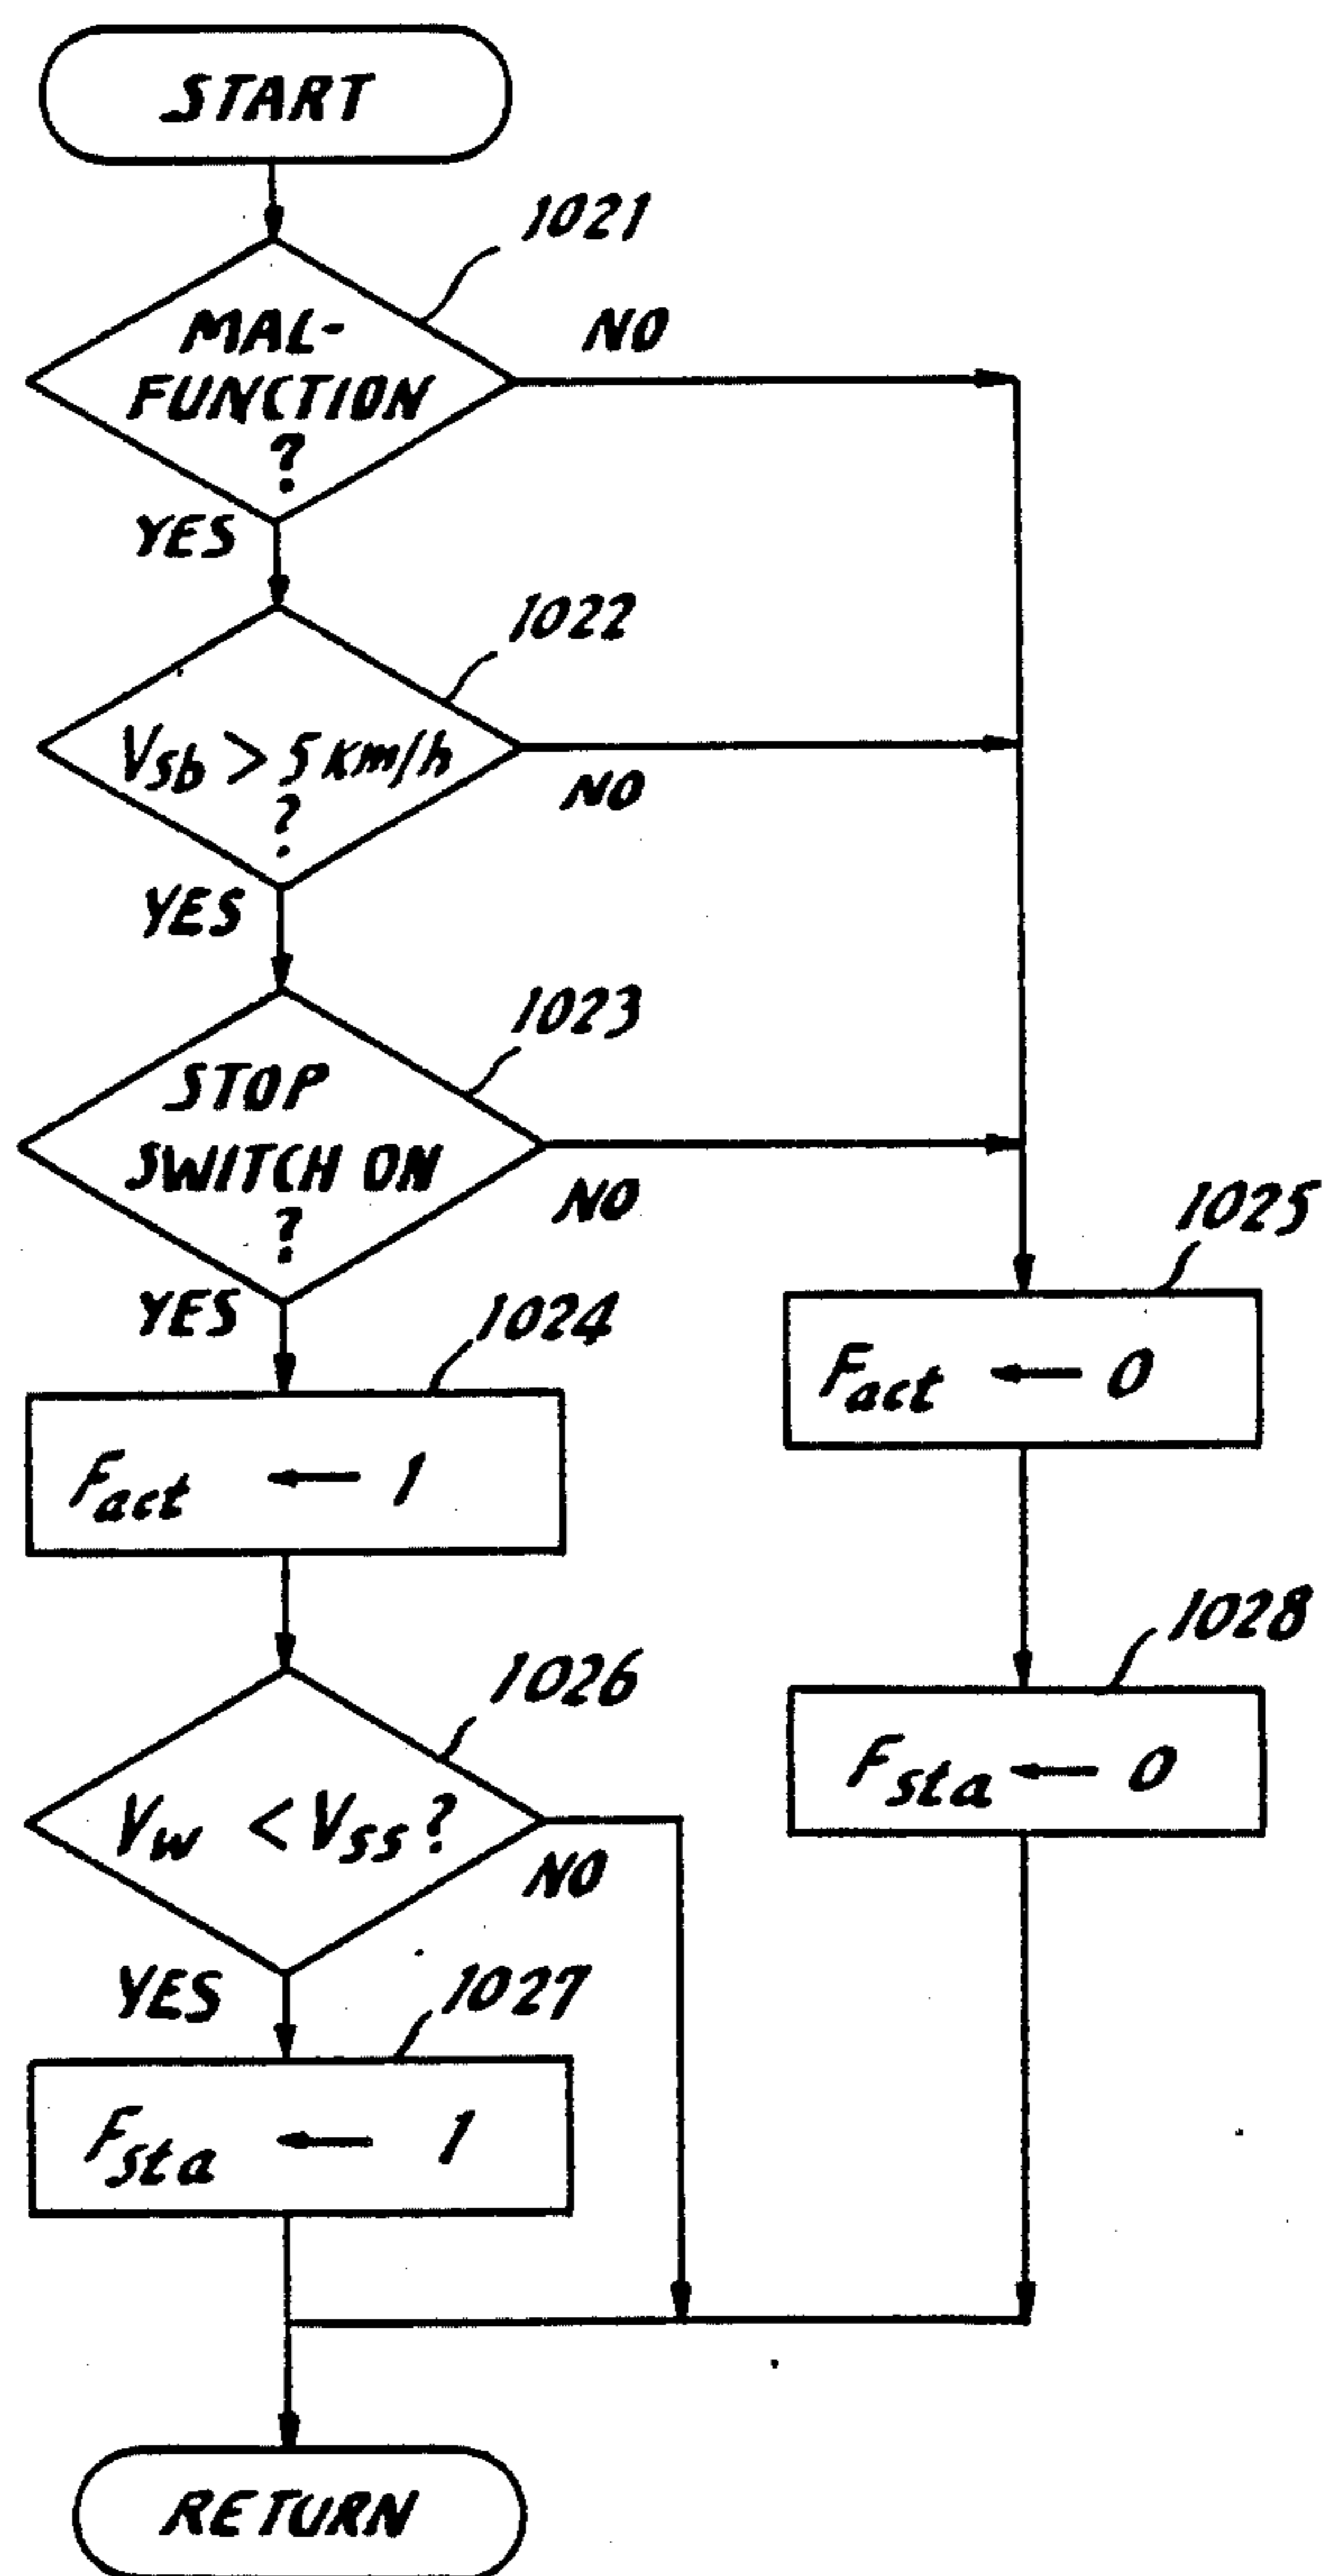 START
1021
MAL-
FUNCTION
?
NO
YES
1022
Vsb > 5 Km/h
?
NO
YES
1023
STOP
SWITCH ON
?
NO
YES
1024
Fact ← 1
1025
Fact ← 0
1026
Vw < Vss ?
NO
YES
1028
Fsta ← 0
1027
Fsta ← 1
RETURN